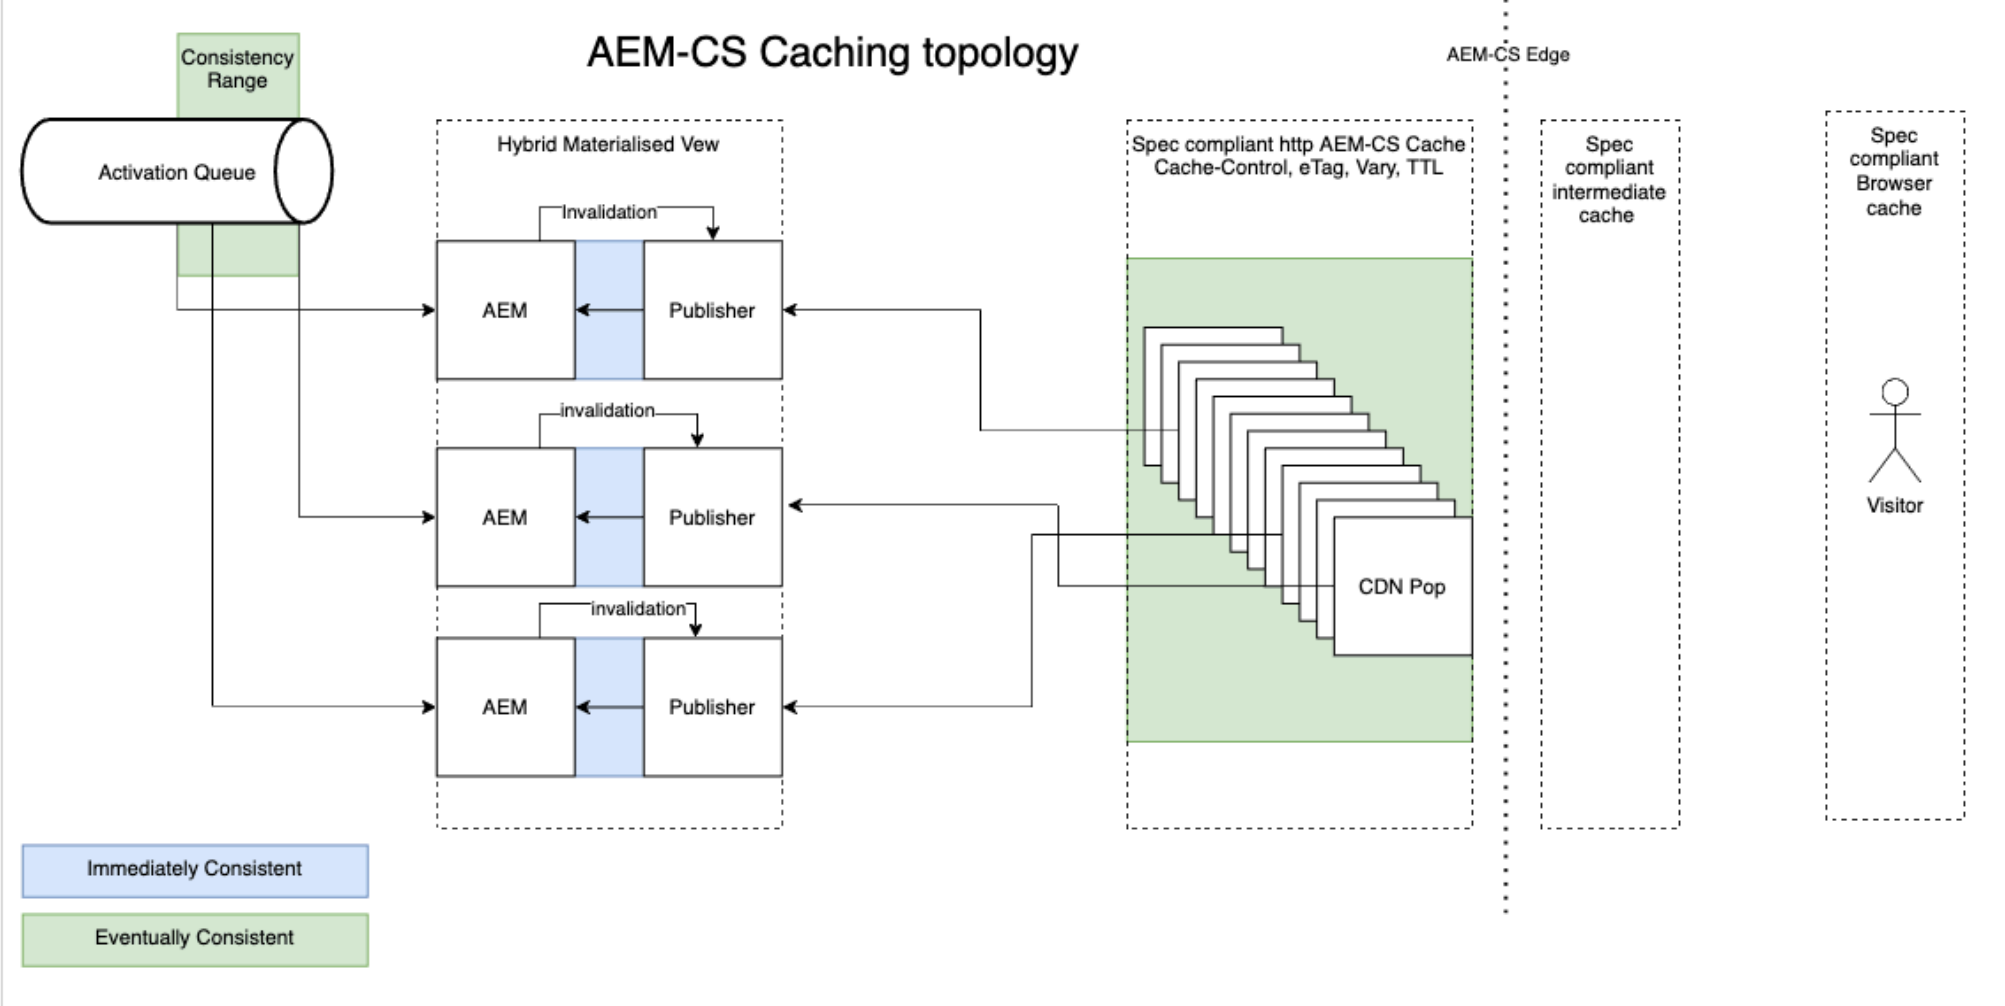 AEM-CS Caching topology
AEM-CS Edge
Consistency
Range
Activation Queue
Hybrid Materialised Vew
Invalidation
AEM
Publisher
invalidation
AEM
Publisher
invalidation
AEM
Publisher
Spec compliant http AEM-CS Cache
Cache-Control, eTag, Vary, TTL
CDN Pop
Spec
compliant
intermediate
cache
Spec
compliant
Browser
cache
Visitor
Immediately Consistent
Eventually Consistent